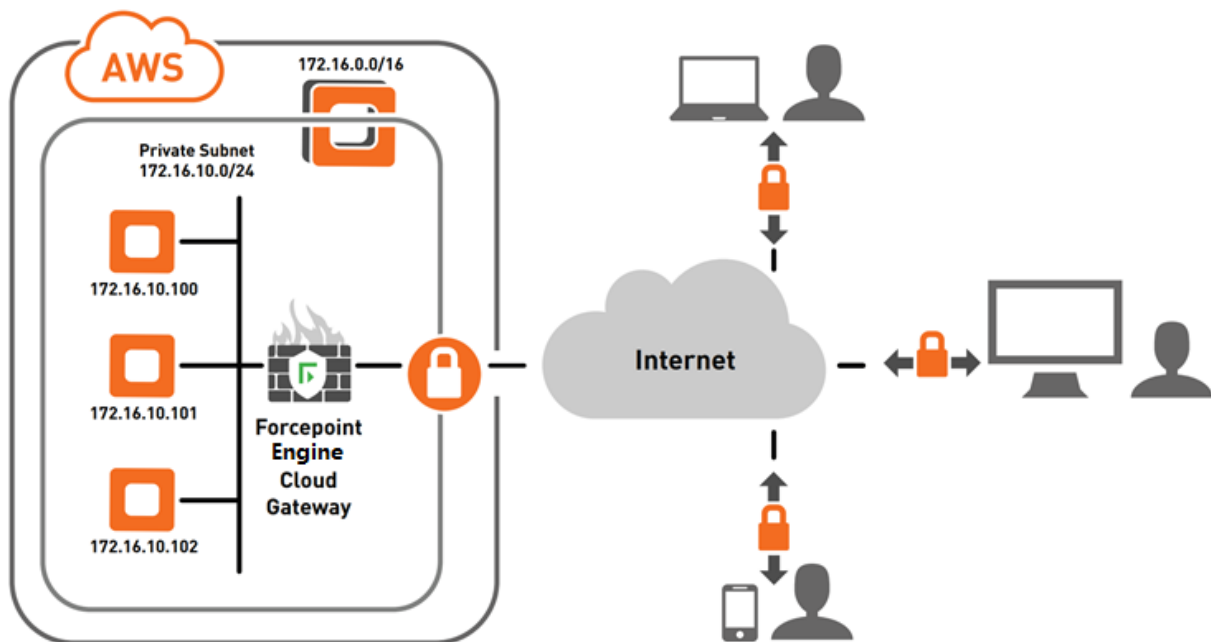 AWS
172.16.0.0/16
Private Subnet
172.16.10.0/24
172.16.10.100
172.16.10.101
172.16.10.102
Forcepoint
Engine
Cloud
Gateway
Internet